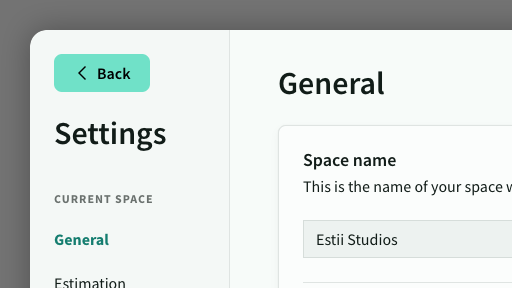 Back
Settings
CURRENT SPACE
General
Estimation
General
Space name
This is the name of your space
Estii Studios